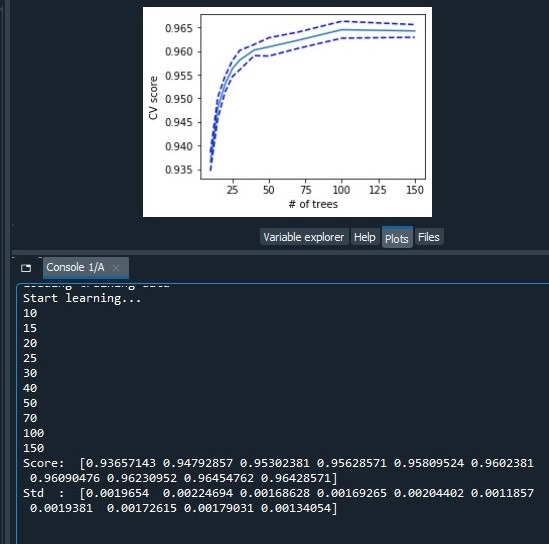 0.965
0.960
0.955
0.950
0.945
0.940
0.935
CV score
25 50 75 100 125 150
# of trees
Variable explorer Help Plots Files
Console 1/A
Start learning...
10
15
20
25
30
40
50
70
100
150
Score:  [0.93657143 0.94792857 0.95302381 0.95628571 0.95809524 0.9602381
 0.96090476 0.96230952 0.96454762 0.96428571]
Std  :  [0.0019654  0.00224694 0.00168628 0.00169265 0.00204402 0.0011857
 0.0019381  0.00172615 0.00179031 0.00134054]